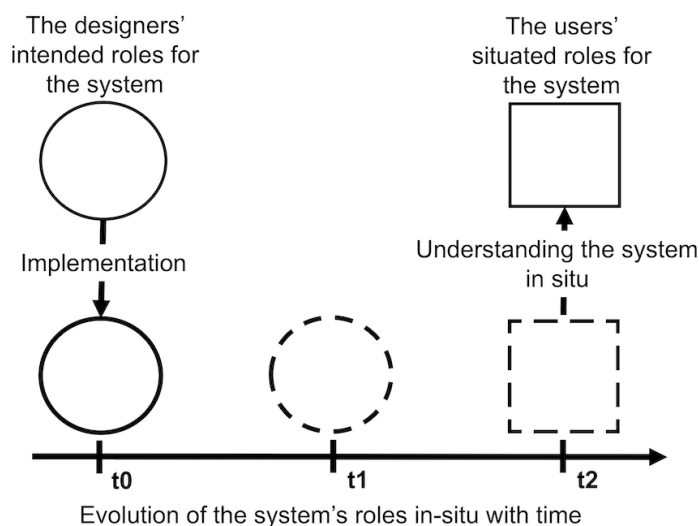 The designers’
intended roles for
the system
The users’
situated roles for
the system
Implementation
Understanding the system
in situ
t0
t1
t2
Evolution of the system’s roles in-situ with time